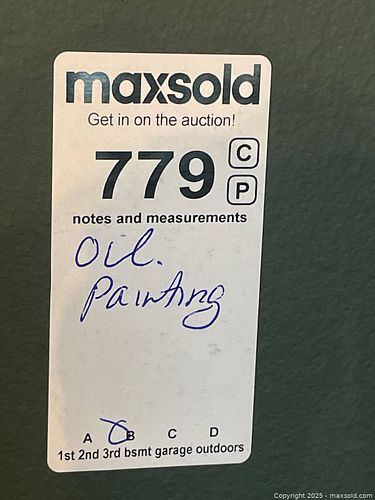 maxsold
Get in on the auction!
779 C
P
notes and measurements
Oil.
Painting
A B C D
1st 2nd 3rd bsmt garage outdoors
Copyright 2025 - maxsold.com